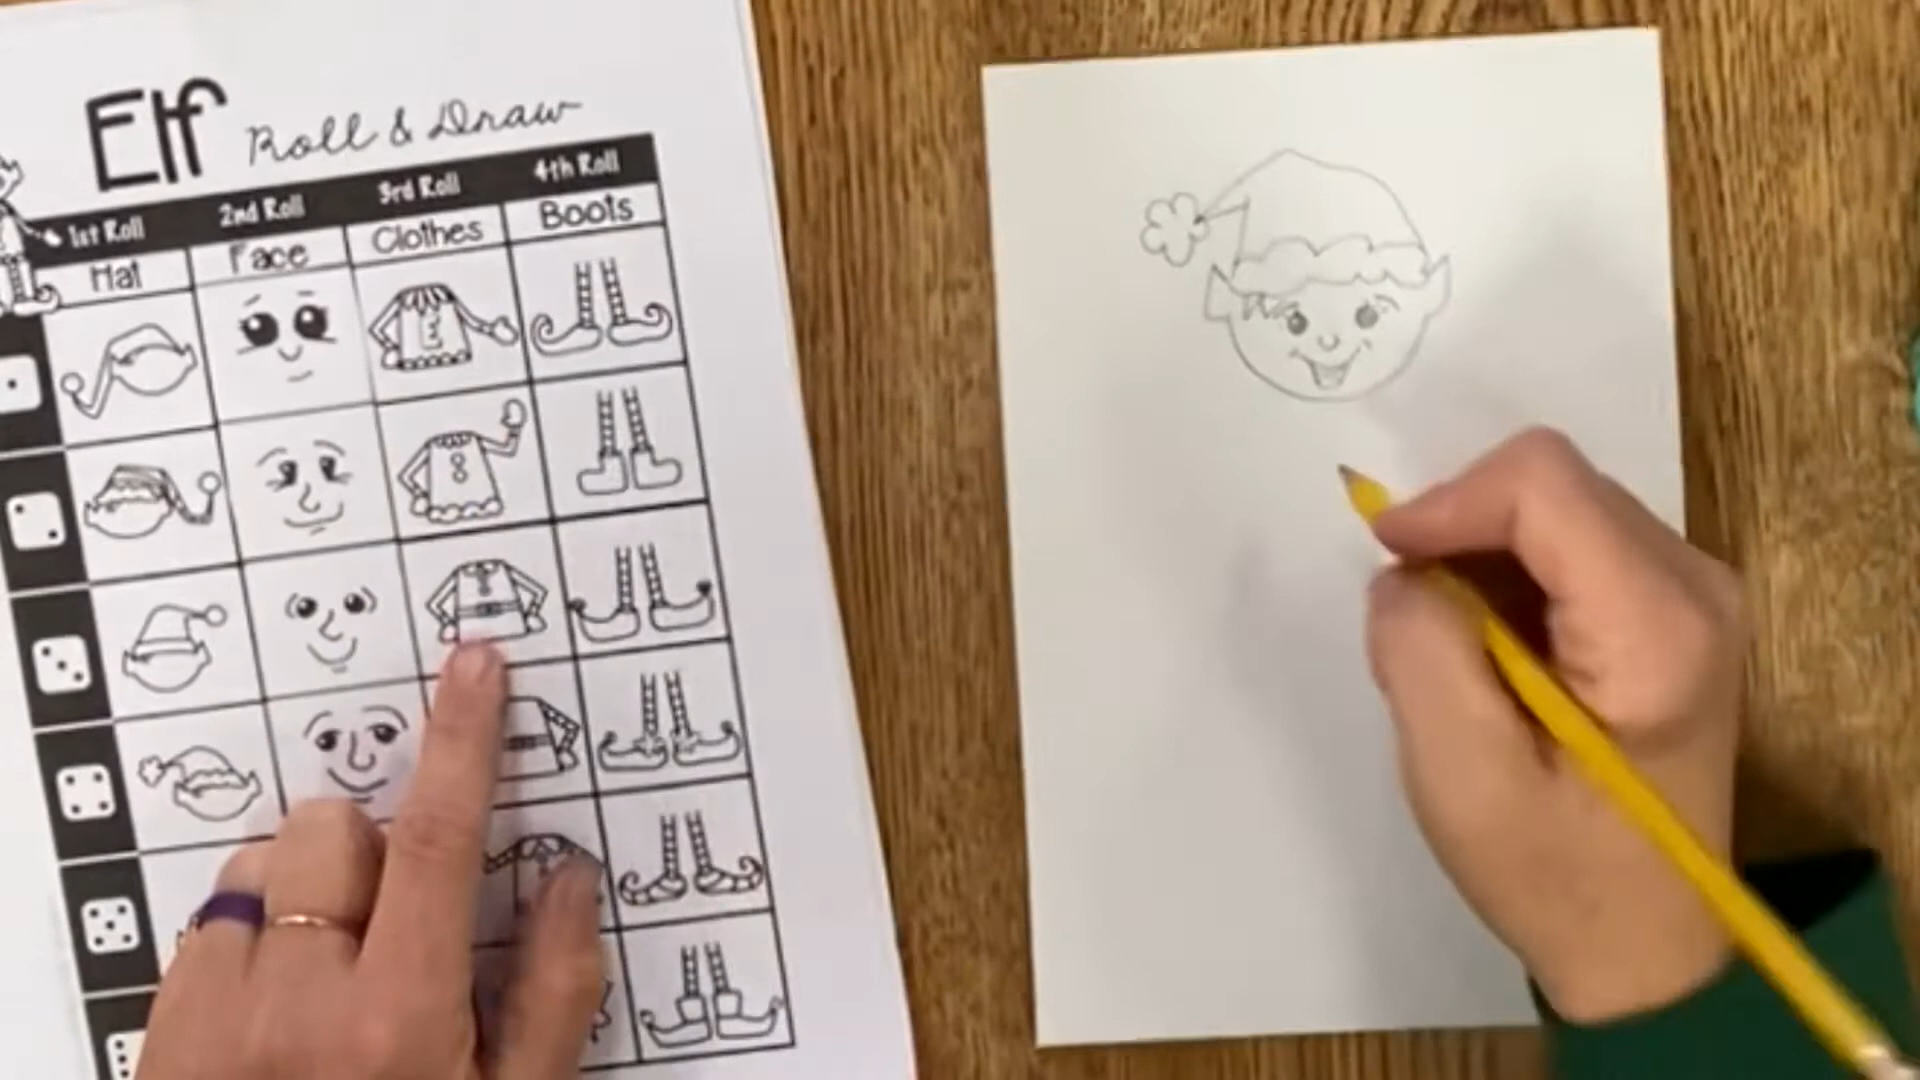 Elf Roll & Draw
1st Roll 2nd Roll 3rd Roll 4th Roll
Hat Face Clothes Boots